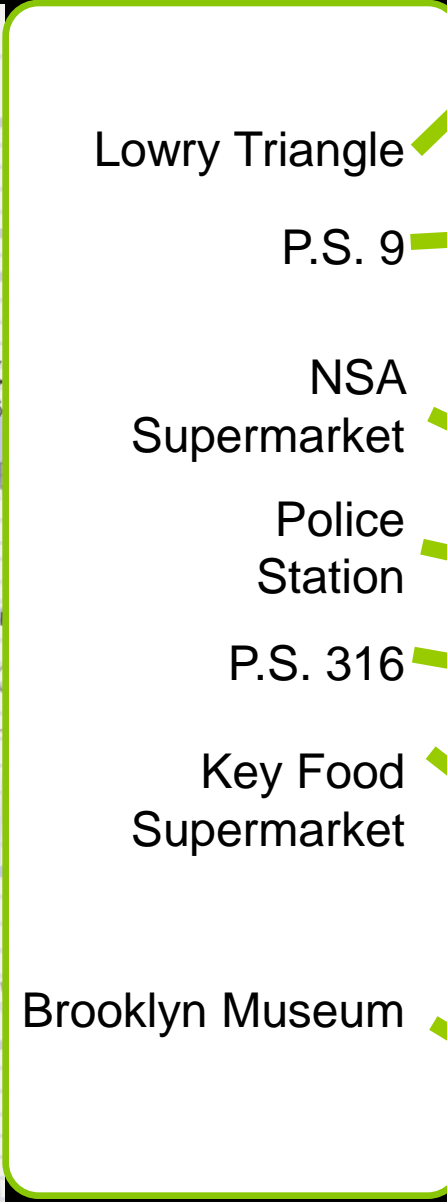 Lowry Triangle
P.S. 9
NSA
Supermarket
Police
Station
P.S. 316
Key Food
Supermarket
Brooklyn Museum